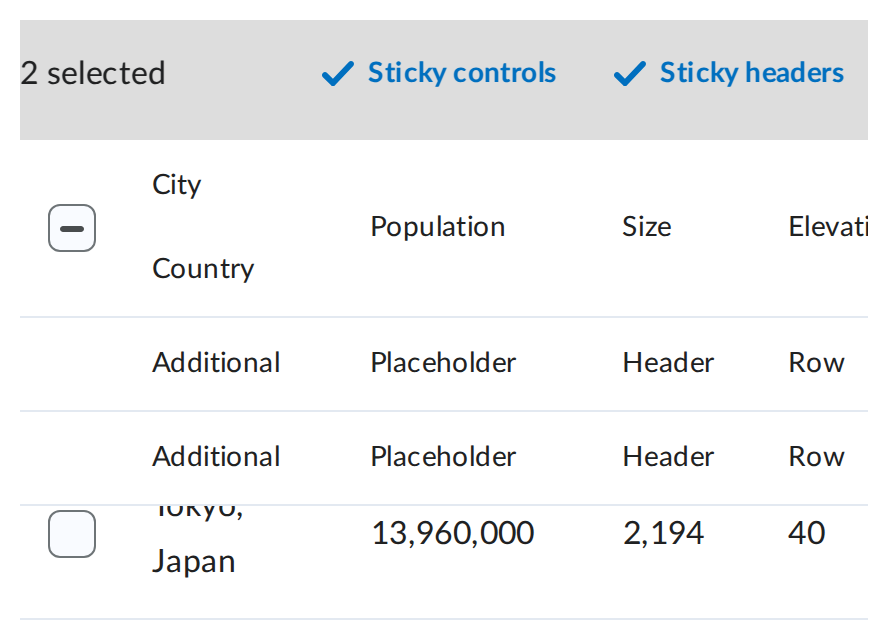 2 selected Sticky controls Sticky headers
City
Population Size Elevati
Country
Additional Placeholder Header Row
Additional Placeholder Header Row
Tokyo,
13,960,000 2,194 40
Japan